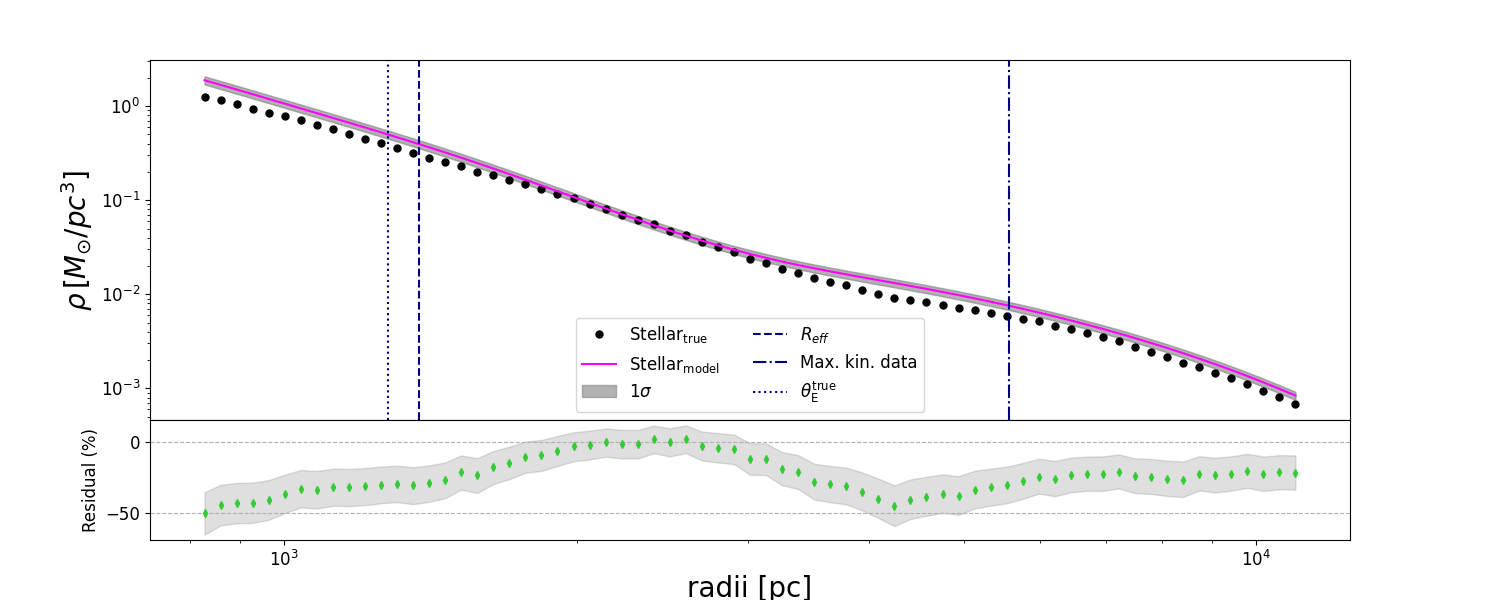 10⁰
10⁻¹
10⁻²
10⁻³
ρ [M⊙/pc³]
Stellar_true
Stellar_model
1σ
R_eff
Max. kin. data
θ_E^true
0
−50
Residual (%)
10³
10⁴
radii [pc]